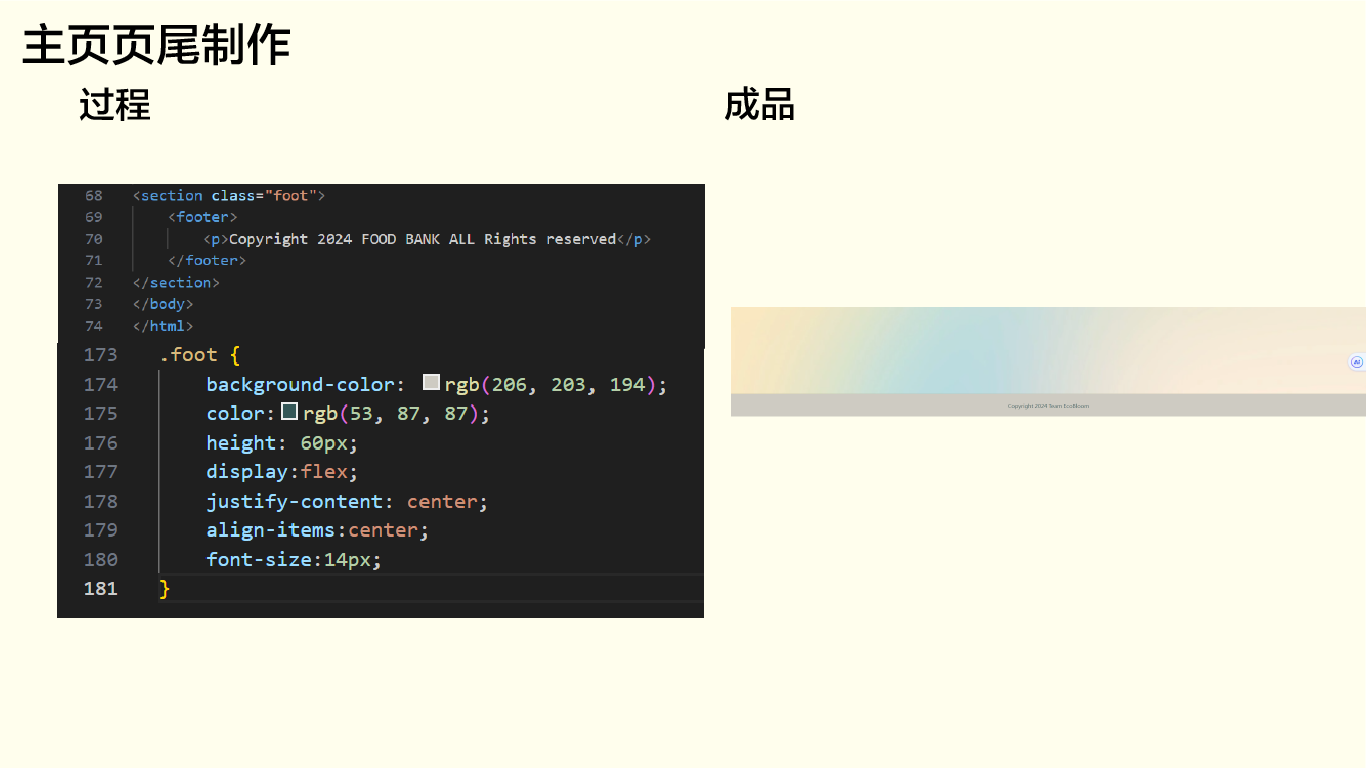 主页页尾制作
过程
成品
68 <section class="foot">
69 <footer>
70 <p>Copyright 2024 FOOD BANK ALL Rights reserved</p>
71 </footer>
72 </section>
73 </body>
74 </html>
173 .foot {
174 background-color: rgb(206, 203, 194);
175 color: rgb(53, 87, 87);
176 height: 60px;
177 display:flex;
178 justify-content: center;
179 align-items:center;
180 font-size:14px;
181 }
Copyright 2024 Team EcoBloom
AI